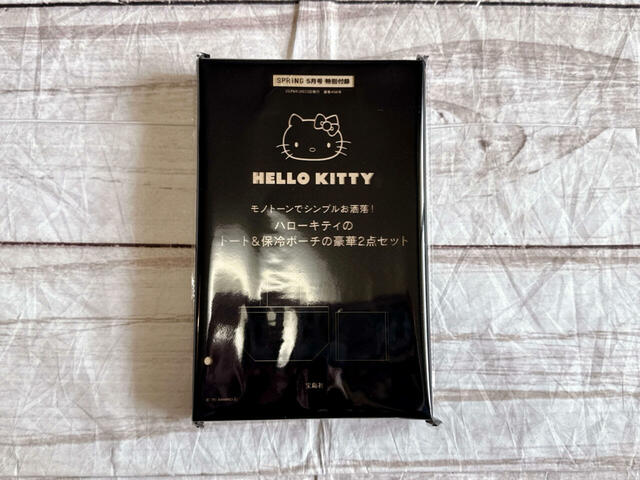 SPRiNG 5月号 特別付録
HELLO KITTY
モノトーンでシンプルお洒落!
ハローキティの
トート&保冷ポーチの豪華2点セット
宝島社